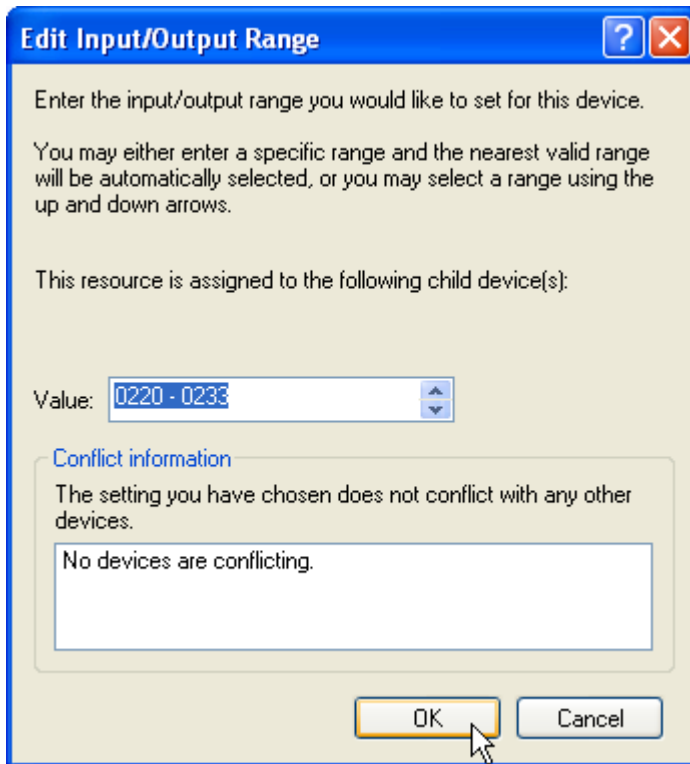 Edit Input/Output Range
Enter the input/output range you would like to set for this device.
You may either enter a specific range and the nearest valid range
will be automatically selected, or you may select a range using the
up and down arrows.
This resource is assigned to the following child device(s):
Value: 0220 - 0233
Conflict information
The setting you have chosen does not conflict with any other
devices.
No devices are conflicting.
OK Cancel